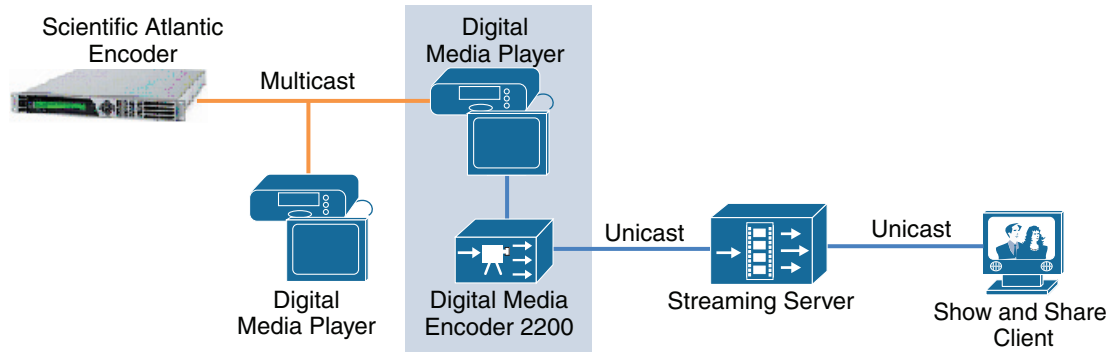 Scientific Atlantic
Encoder
Multicast
Digital
Media Player
Digital
Media Player
Digital Media
Encoder 2200
Unicast
Streaming Server
Unicast
Show and Share
Client